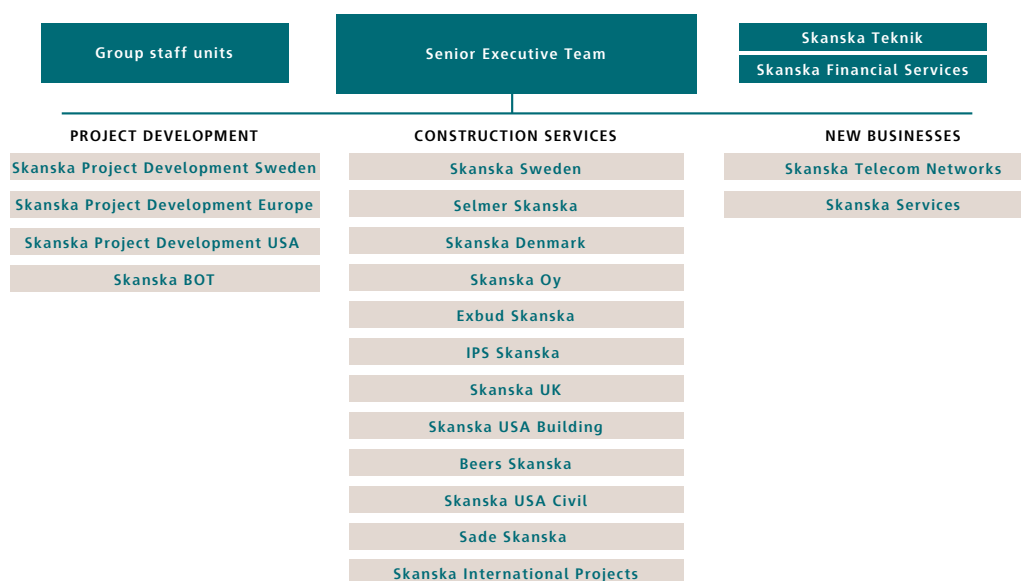 Group staff units
Senior Executive Team
Skanska Teknik
Skanska Financial Services
PROJECT DEVELOPMENT
Skanska Project Development Sweden
Skanska Project Development Europe
Skanska Project Development USA
Skanska BOT
CONSTRUCTION SERVICES
Skanska Sweden
Selmer Skanska
Skanska Denmark
Skanska Oy
Exbud Skanska
IPS Skanska
Skanska UK
Skanska USA Building
Beers Skanska
Skanska USA Civil
Sade Skanska
Skanska International Projects
NEW BUSINESSES
Skanska Telecom Networks
Skanska Services